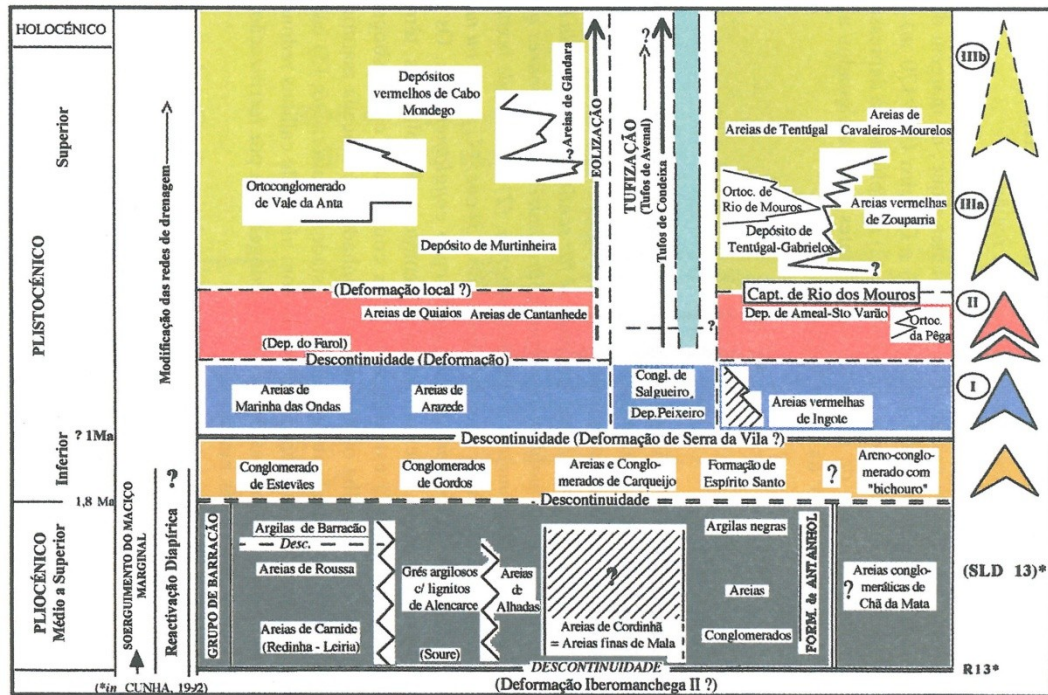 HOLOCÉNICO
PLISTOCÉNICO
Superior
Inferior
? 1Ma
1,8 Ma
PLIOCÉNICO
Médio a Superior
SOERGUIMENTO DO MACIÇO
MARGINAL
Modificação das redes de drenagem
Reactivação Diapírica
?
Depósitos
vermelhos de Cabo
Mondego
Areias de Gândara
?
EOLIZAÇÃO
Ortoconglomerado
de Vale da Anta
Depósito de Murtinheira
?
TUFIZAÇÃO
(Tufos de Avenal)
Tufos de Condeixa
?
Areias de Tentúgal
Areias de
Cavaleiros-Mourelos
Ortoc. de
Rio de Mouros
Areias vermelhas
de Zouparria
Depósito de
Tentúgal-Gabrielos
?
IIIb
IIIa
(Deformação local ?)
Capt. de Rio dos Mouros
Areias de Quiaios
Areias de Cantanhede
(Dep. do Farol)
Dep. de Ameal-Sto Varão
Ortoc.
da Pêga
II
Descontinuidade (Deformação)
Areias de
Marinha das Ondas
Areias de
Arazede
Congl. de
Salgueiro
Dep. Peixeiro
Areias vermelhas
de Ingote
I
Descontinuidade (Deformação de Serra da Vila ?)
Conglomerado
de Estevães
Conglomerados
de Gordos
Areias e Conglo-
merados de Carqueijo
Formação de
Espírito Santo
?
Areno-conglo-
merado com
"bichouro"
Descontinuidade
GRUPO DE BARRACÃO
Argilas de Barracão
Desc.
Areias de Roussa
Areias de Carnide
(Redinha - Leiria)
Grés argilosos
c/ lignitos
de Alencarce
(Soure)
Areias de
Alhadas
?
Areias de Cordinhã
= Areias finas de Mala
Argilas negras
Areias
Conglomerados
FORM. de ANTANHOL
?
Areias conglo-
meráticas de
Chã da Mata
(SLD 13)*
DESCONTINUIDADE
R13*
(*in CUNHA, 1992)
(Deformação Iberomanchega II ?)